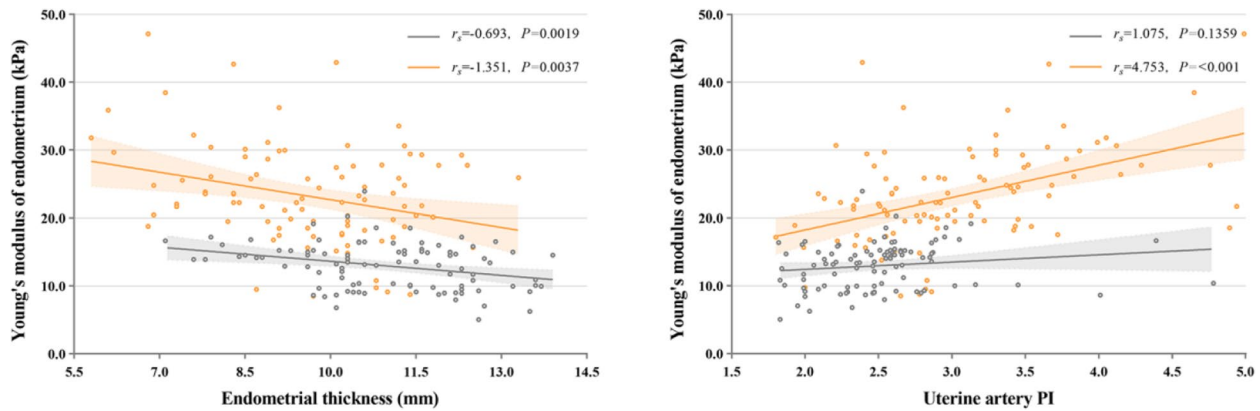 50.0
40.0
30.0
20.0
10.0
0.0
Young's modulus of endometrium (kPa)
rs=-0.693, P=0.0019
rs=-1.351, P=0.0037
5.5 7.0 8.5 10.0 11.5 13.0 14.5
Endometrial thickness (mm)
50.0
40.0
30.0
20.0
10.0
0.0
Young's modulus of endometrium (kPa)
rs=1.075, P=0.1359
rs=4.753, P=<0.001
1.5 2.0 2.5 3.0 3.5 4.0 4.5 5.0
Uterine artery PI